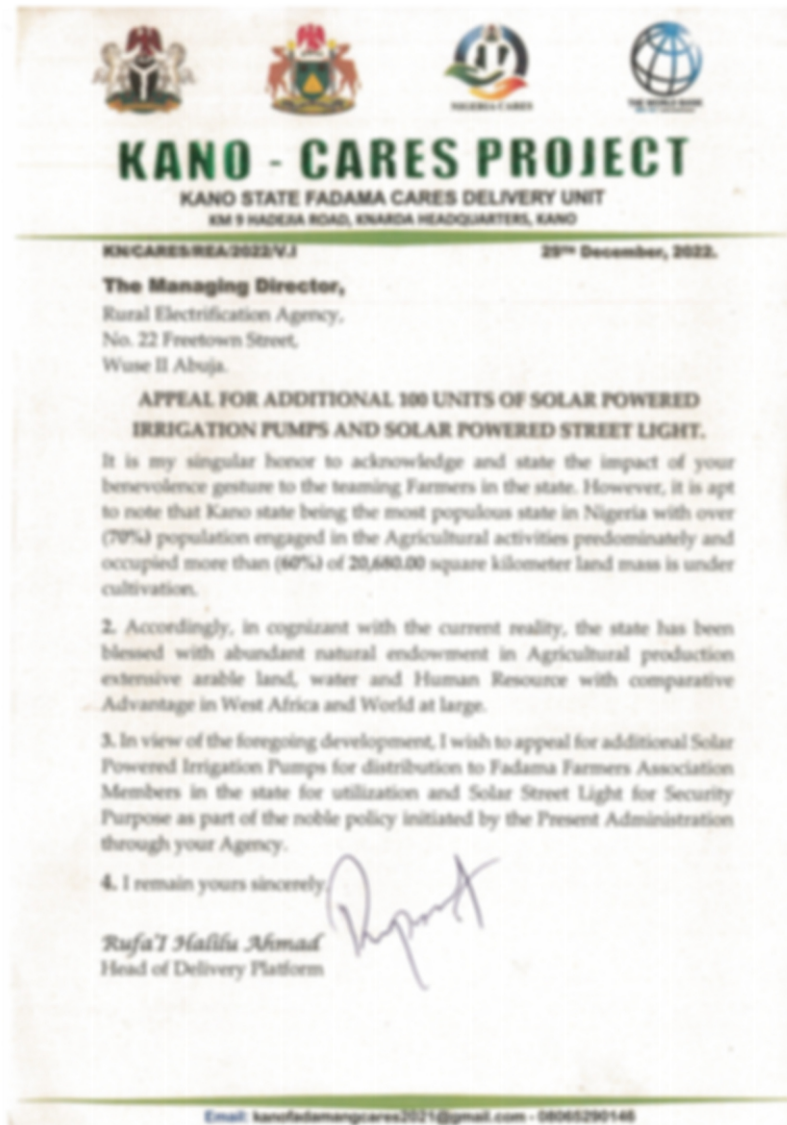 NIGERIA CARES
THE WORLD BANK
KANO - CARES PROJECT
KANO STATE FADAMA CARES DELIVERY UNIT
KM 9 HADEJIA ROAD, KNARDA HEADQUARTERS, KANO
KN/CARES/REA/2022/V.I 29TH December, 2022.
The Managing Director,
Rural Electrification Agency,
No. 22 Freetown Street,
Wuse II Abuja.
APPEAL FOR ADDITIONAL 100 UNITS OF SOLAR POWERED
IRRIGATION PUMPS AND SOLAR POWERED STREET LIGHT.
It is my singular honor to acknowledge and state the impact of your
benevolence gesture to the teaming Farmers in the state. However, it is apt
to note that Kano state being the most populous state in Nigeria with over
(70%) population engaged in the Agricultural activities predominately and
occupied more than (60%) of 20,680.00 square kilometer land mass is under
cultivation.
2. Accordingly, in cognizant with the current reality, the state has been
blessed with abundant natural endowment in Agricultural production
extensive arable land, water and Human Resource with comparative
Advantage in West Africa and World at large.
3. In view of the foregoing development, I wish to appeal for additional Solar
Powered Irrigation Pumps for distribution to Fadama Farmers Association
Members in the state for utilization and Solar Street Light for Security
Purpose as part of the noble policy initiated by the Present Administration
through your Agency.
4. I remain yours sincerely,
Rufa'I Halilu Ahmad
Head of Delivery Platform
Email: kanofadamangcares2021@gmail.com - 08065290146